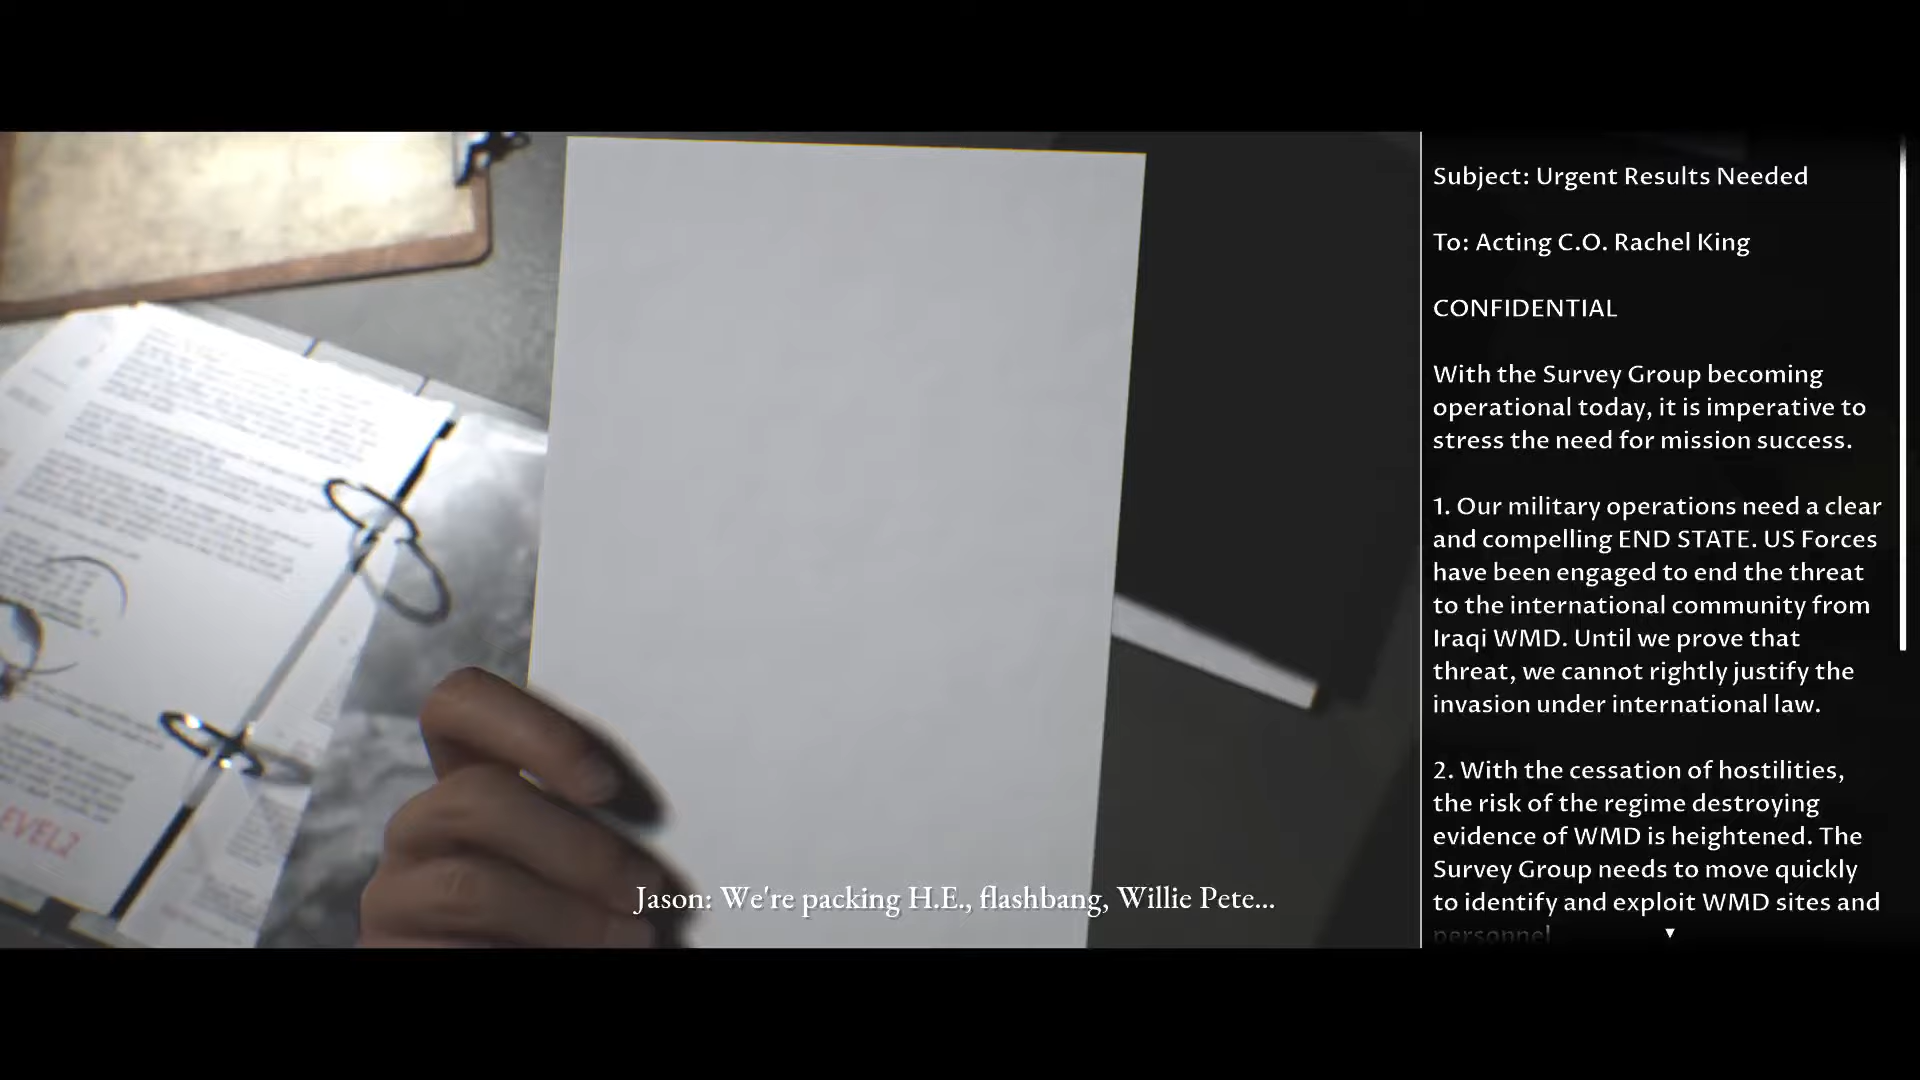 Subject: Urgent Results Needed
To: Acting C.O. Rachel King
CONFIDENTIAL
With the Survey Group becoming
operational today, it is imperative to
stress the need for mission success.
1. Our military operations need a clear
and compelling END STATE. US Forces
have been engaged to end the threat
to the international community from
Iraqi WMD. Until we prove that
threat, we cannot rightly justify the
invasion under international law.
2. With the cessation of hostilities,
the risk of the regime destroying
evidence of WMD is heightened. The
Survey Group needs to move quickly
to identify and exploit WMD sites and
personnel
EVEL2
Jason: We're packing H.E., flashbang, Willie Pete...